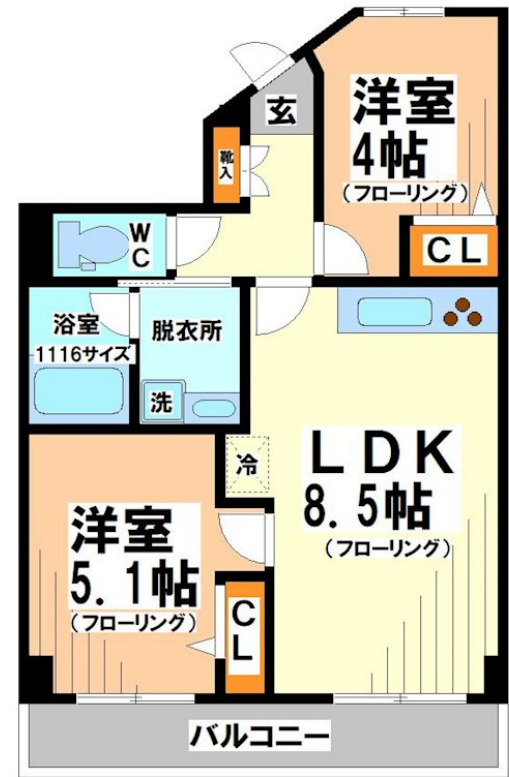 洋室
4帖
(フローリング)
玄
靴入
WC
CL
浴室
1116サイズ
脱衣所
洗
冷
LDK
8.5帖
(フローリング)
洋室
5.1帖
(フローリング)
CL
バルコニー